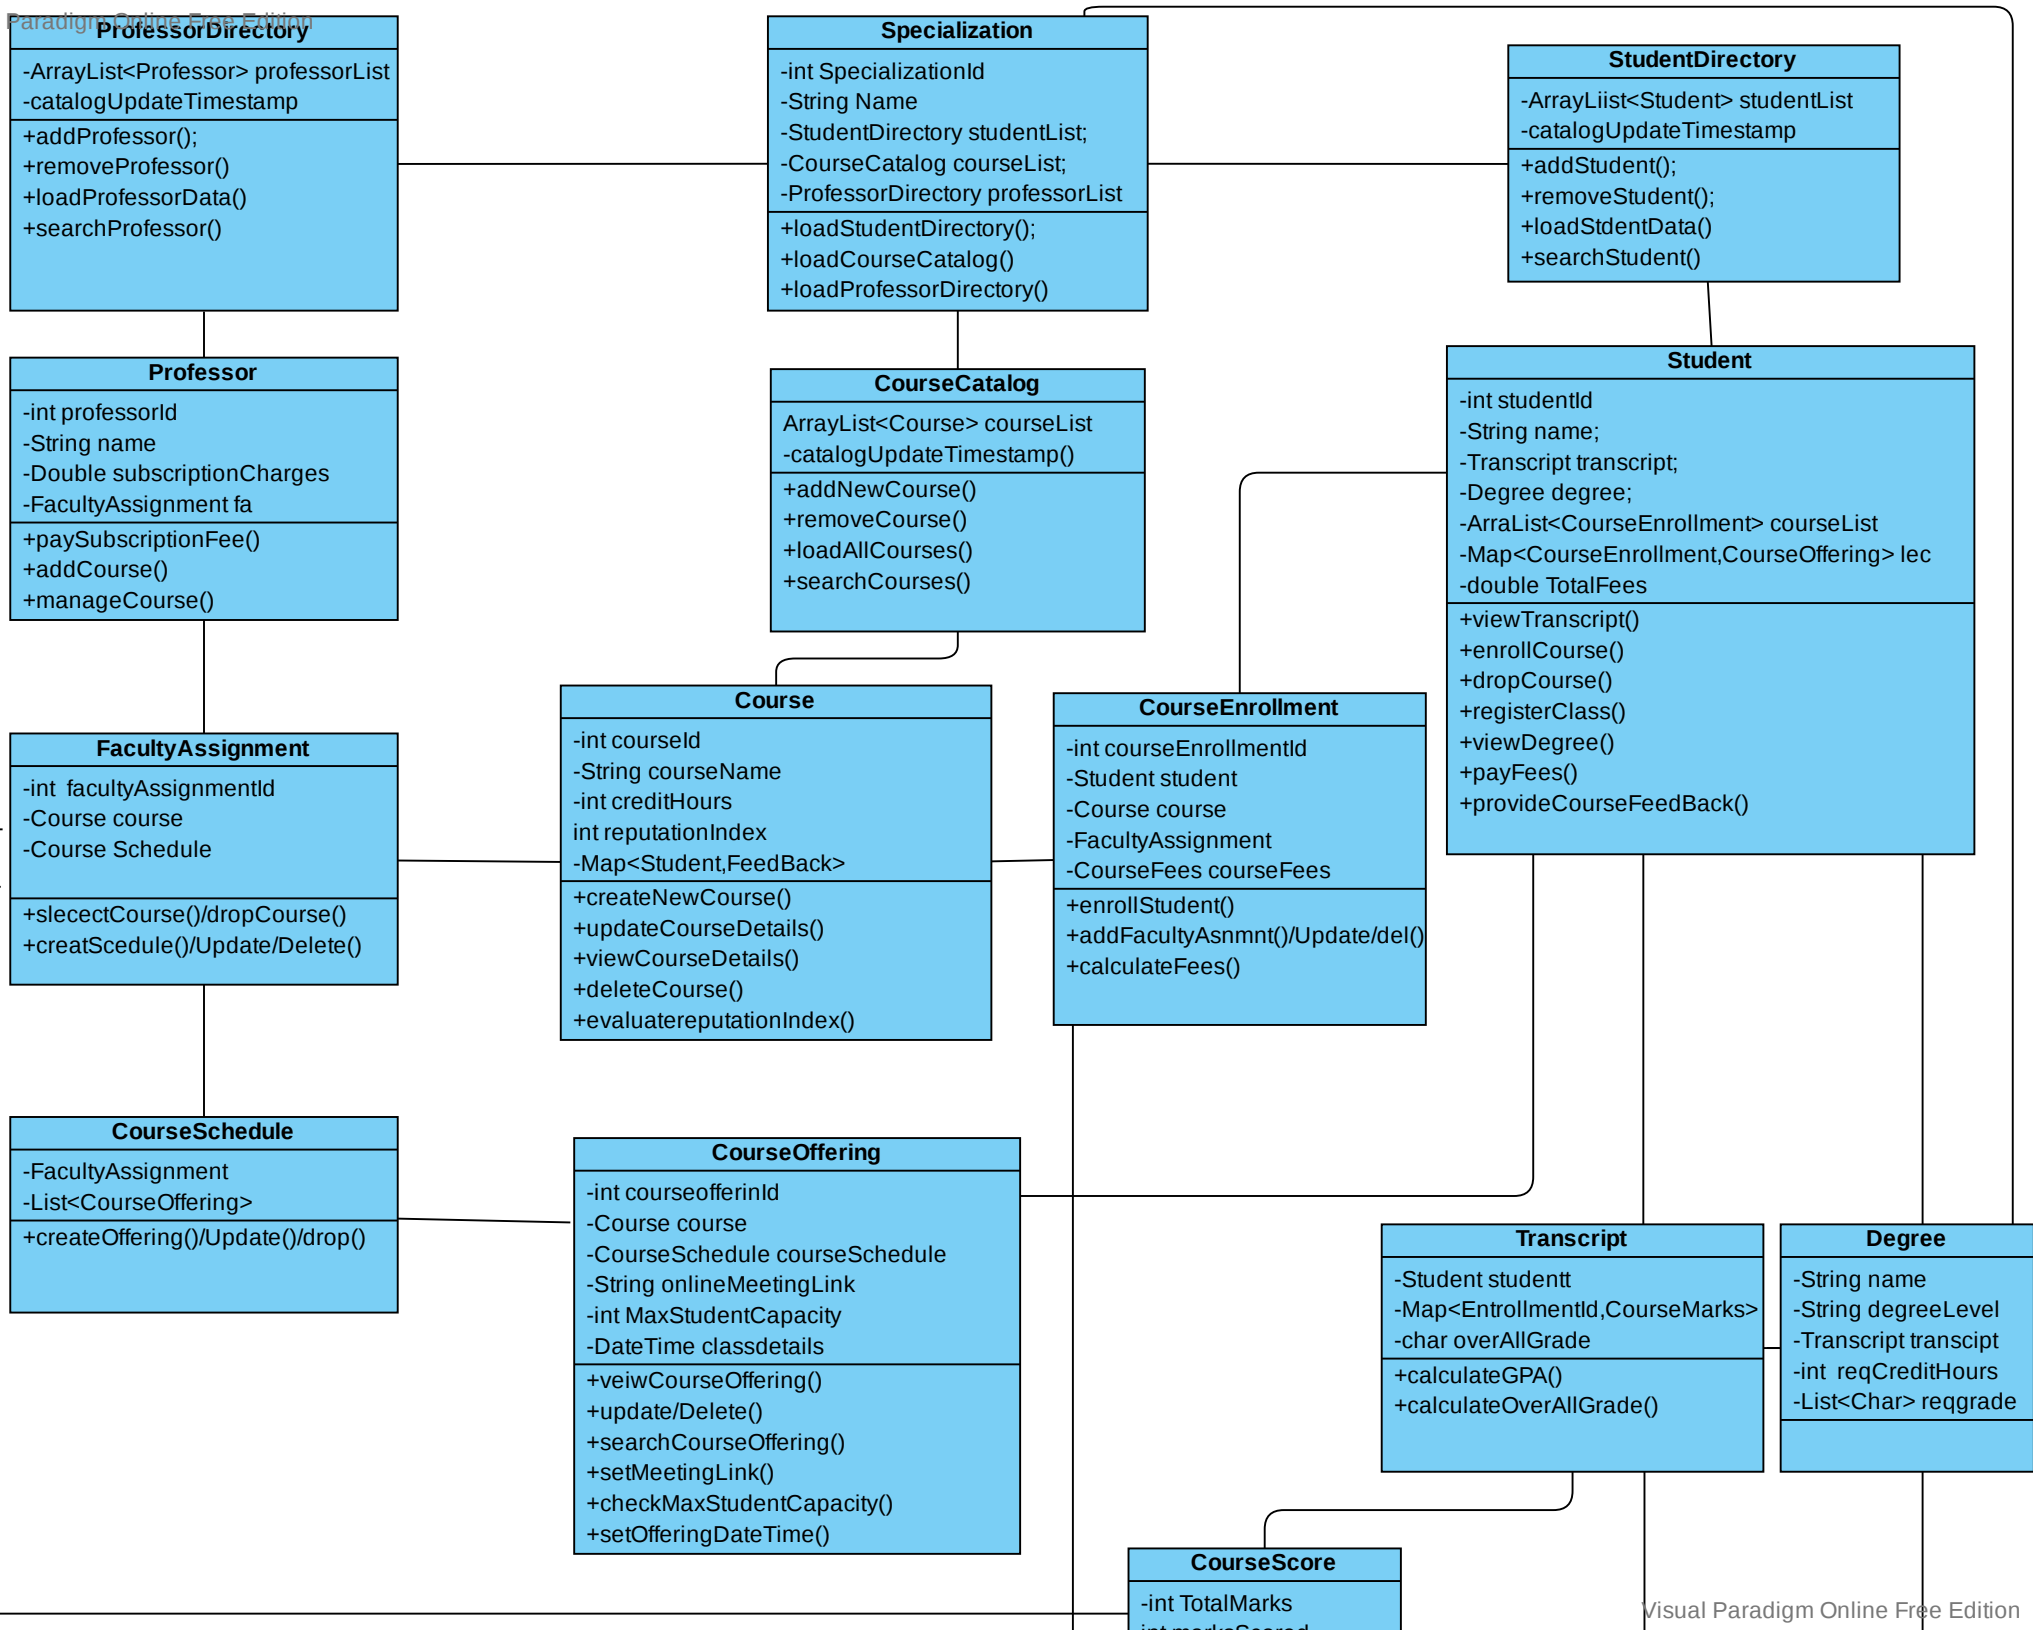 Paradigm Online Free Edition
ProfessorDirectory
-ArrayList<Professor> professorList
-catalogUpdateTimestamp
+addProfessor();
+removeProfessor()
+loadProfessorData()
+searchProfessor()
Specialization
-int SpecializationId
-String Name
-StudentDirectory studentList;
-CourseCatalog courseList;
-ProfessorDirectory professorList
+loadStudentDirectory();
+loadCourseCatalog()
+loadProfessorDirectory()
StudentDirectory
-ArrayLiist<Student> studentList
-catalogUpdateTimestamp
+addStudent();
+removeStudent();
+loadStdentData()
+searchStudent()
Professor
-int professorId
-String name
-Double subscriptionCharges
-FacultyAssignment fa
+paySubscriptionFee()
+addCourse()
+manageCourse()
CourseCatalog
ArrayList<Course> courseList
-catalogUpdateTimestamp()
+addNewCourse()
+removeCourse()
+loadAllCourses()
+searchCourses()
Student
-int studentId
-String name;
-Transcript transcript;
-Degree degree;
-ArraList<CourseEnrollment> courseList
-Map<CourseEnrollment,CourseOffering> lec
-double TotalFees
+viewTranscript()
+enrollCourse()
+dropCourse()
+registerClass()
+viewDegree()
+payFees()
+provideCourseFeedBack()
FacultyAssignment
-int  facultyAssignmentId
-Course course
-Course Schedule
+slecectCourse()/dropCourse()
+creatScedule()/Update/Delete()
Course
-int courseId
-String courseName
-int creditHours
int reputationIndex
-Map<Student,FeedBack>
+createNewCourse()
+updateCourseDetails()
+viewCourseDetails()
+deleteCourse()
+evaluatereputationIndex()
CourseEnrollment
-int courseEnrollmentId
-Student student
-Course course
-FacultyAssignment
-CourseFees courseFees
+enrollStudent()
+addFacultyAsnmnt()/Update/del()
+calculateFees()
CourseSchedule
-FacultyAssignment
-List<CourseOffering>
+createOffering()/Update()/drop()
CourseOffering
-int courseofferinId
-Course course
-CourseSchedule courseSchedule
-String onlineMeetingLink
-int MaxStudentCapacity
-DateTime classdetails
+veiwCourseOffering()
+update/Delete()
+searchCourseOffering()
+setMeetingLink()
+checkMaxStudentCapacity()
+setOfferingDateTime()
Transcript
-Student studentt
-Map<EntrollmentId,CourseMarks>
-char overAllGrade
+calculateGPA()
+calculateOverAllGrade()
Degree
-String name
-String degreeLevel
-Transcript transcipt
-int  reqCreditHours
-List<Char> reqgrade
CourseScore
-int TotalMarks
Visual Paradigm Online Free Edition